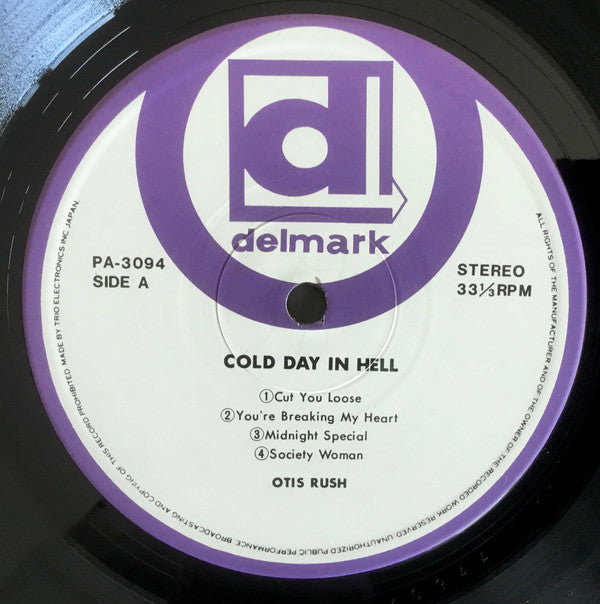 d
delmark
PA-3094
SIDE A
STEREO
33⅓RPM
COLD DAY IN HELL
①Cut You Loose
②You're Breaking My Heart
③Midnight Special
④Society Woman
OTIS RUSH
ALL RIGHTS OF THE MANUFACTURER AND OF THE OWNER OF THE RECORDED WORK RESERVED. UNAUTHORIZED PUBLIC PERFORMANCE, BROADCASTING AND COPYING OF THIS RECORD PROHIBITED. MADE BY TRIO ELECTRONICS INC. JAPAN.